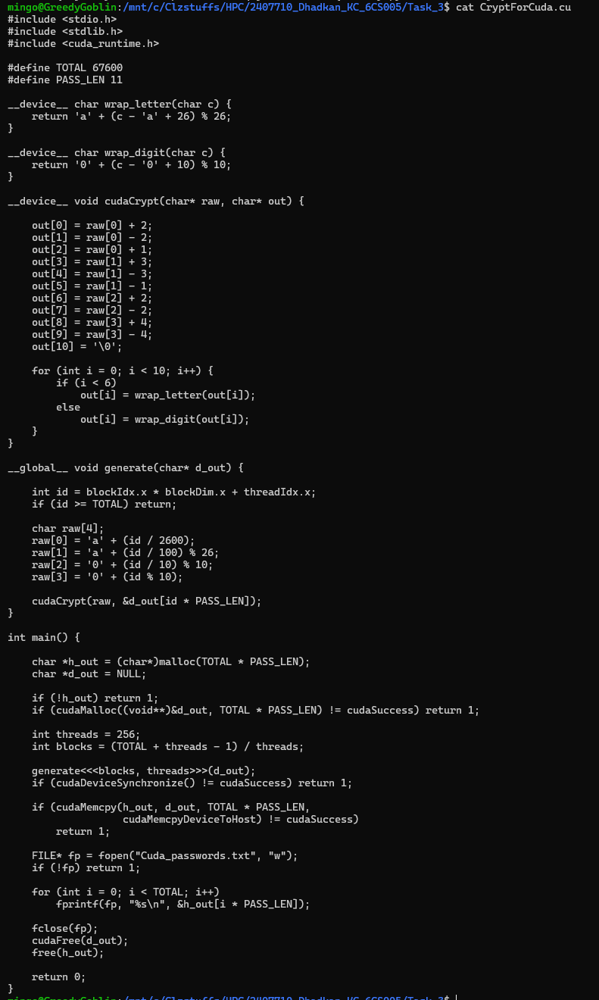 mingo@GreedyGoblin:/mnt/c/Clzstuffs/HPC/2407710_Dhadkan_KC_6CS005/Task_3$ cat CryptForCuda.cu
#include <stdio.h>
#include <stdlib.h>
#include <cuda_runtime.h>

#define TOTAL 67600
#define PASS_LEN 11

__device__ char wrap_letter(char c) {
    return 'a' + (c - 'a' + 26) % 26;
}

__device__ char wrap_digit(char c) {
    return '0' + (c - '0' + 10) % 10;
}

__device__ void cudaCrypt(char* raw, char* out) {

    out[0] = raw[0] + 2;
    out[1] = raw[0] - 2;
    out[2] = raw[0] + 1;
    out[3] = raw[1] + 3;
    out[4] = raw[1] - 3;
    out[5] = raw[1] - 1;
    out[6] = raw[2] + 2;
    out[7] = raw[2] - 2;
    out[8] = raw[3] + 4;
    out[9] = raw[3] - 4;
    out[10] = '\0';

    for (int i = 0; i < 10; i++) {
        if (i < 6)
            out[i] = wrap_letter(out[i]);
        else
            out[i] = wrap_digit(out[i]);
    }
}

__global__ void generate(char* d_out) {

    int id = blockIdx.x * blockDim.x + threadIdx.x;
    if (id >= TOTAL) return;

    char raw[4];
    raw[0] = 'a' + (id / 2600);
    raw[1] = 'a' + (id / 100) % 26;
    raw[2] = '0' + (id / 10) % 10;
    raw[3] = '0' + (id % 10);

    cudaCrypt(raw, &d_out[id * PASS_LEN]);
}

int main() {

    char *h_out = (char*)malloc(TOTAL * PASS_LEN);
    char *d_out = NULL;

    if (!h_out) return 1;
    if (cudaMalloc((void**)&d_out, TOTAL * PASS_LEN) != cudaSuccess) return 1;

    int threads = 256;
    int blocks = (TOTAL + threads - 1) / threads;

    generate<<<blocks, threads>>>(d_out);
    if (cudaDeviceSynchronize() != cudaSuccess) return 1;

    if (cudaMemcpy(h_out, d_out, TOTAL * PASS_LEN,
                   cudaMemcpyDeviceToHost) != cudaSuccess)
        return 1;

    FILE* fp = fopen("Cuda_passwords.txt", "w");
    if (!fp) return 1;

    for (int i = 0; i < TOTAL; i++)
        fprintf(fp, "%s\n", &h_out[i * PASS_LEN]);

    fclose(fp);
    cudaFree(d_out);
    free(h_out);

    return 0;
}
mingo@GreedyGoblin:/mnt/c/Clzstuffs/HPC/2407710_Dhadkan_KC_6CS005/Task_3$